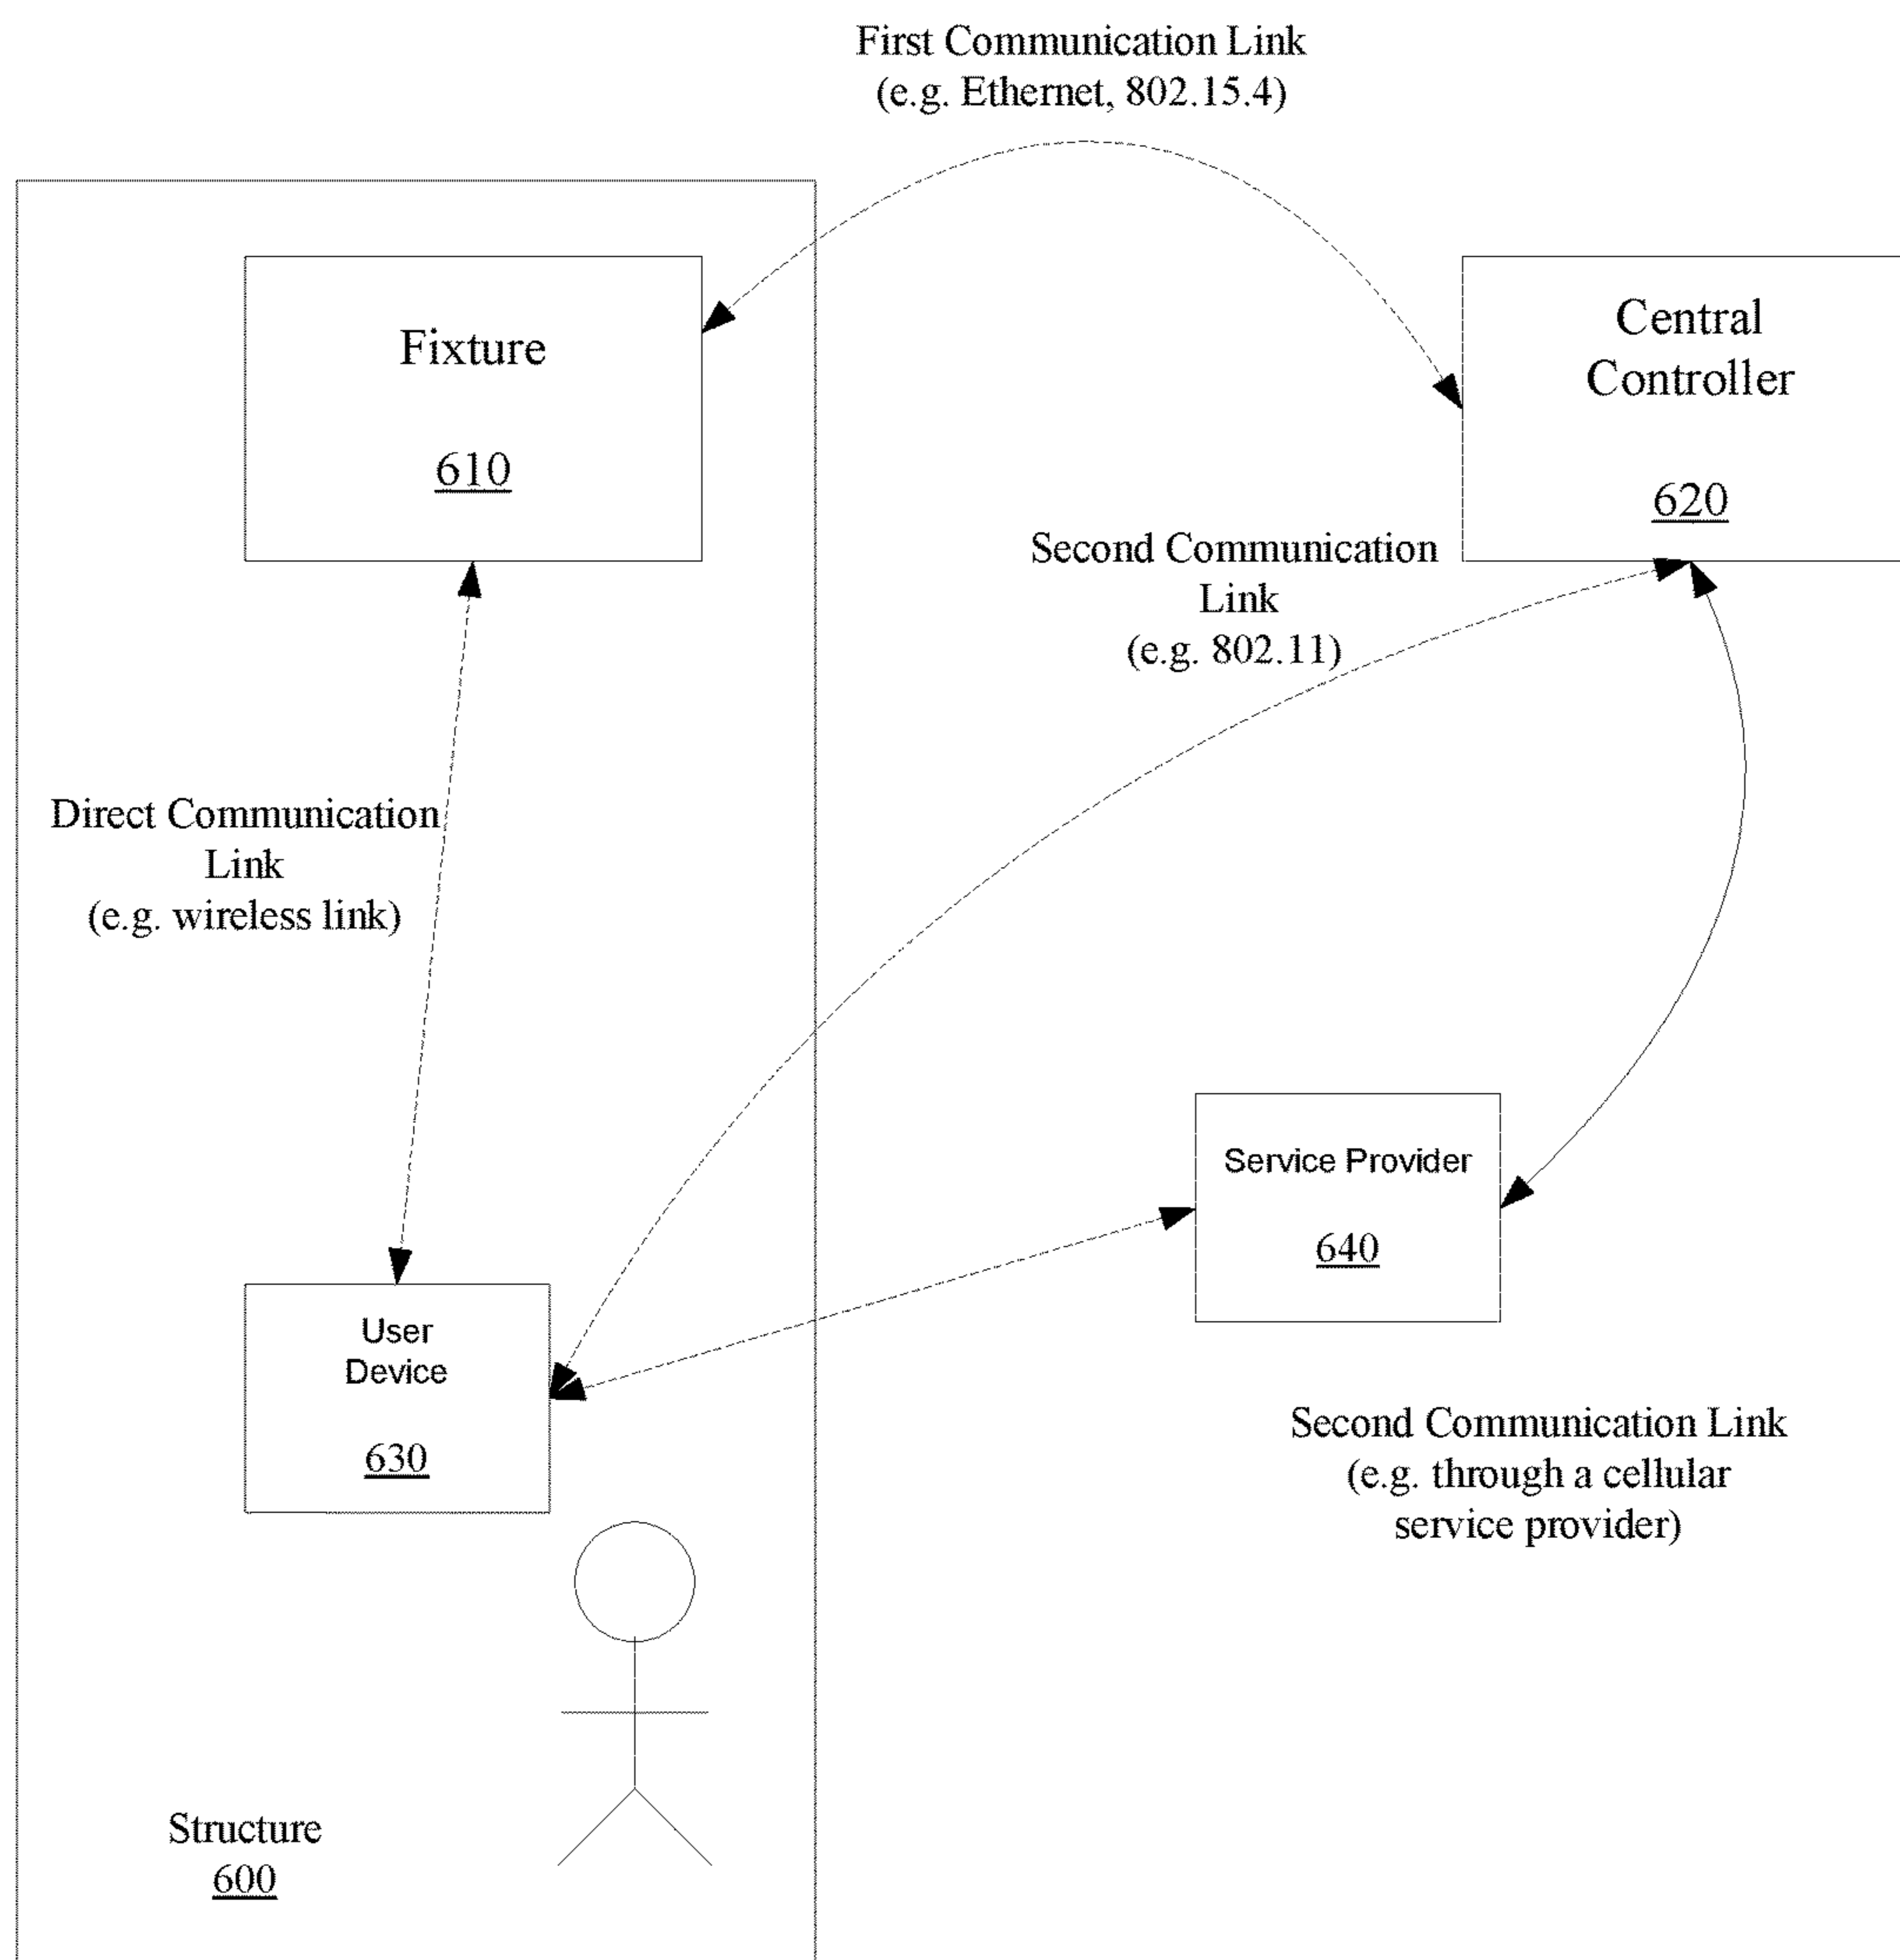 First Communication Link
(e.g. Ethernet, 802.15.4)
Fixture
610
Central
Controller
620
Second Communication
Link
(e.g. 802.11)
Direct Communication
Link
(e.g. wireless link)
Service Provider
640
User
Device
630
Second Communication Link
(e.g. through a cellular
service provider)
Structure
600